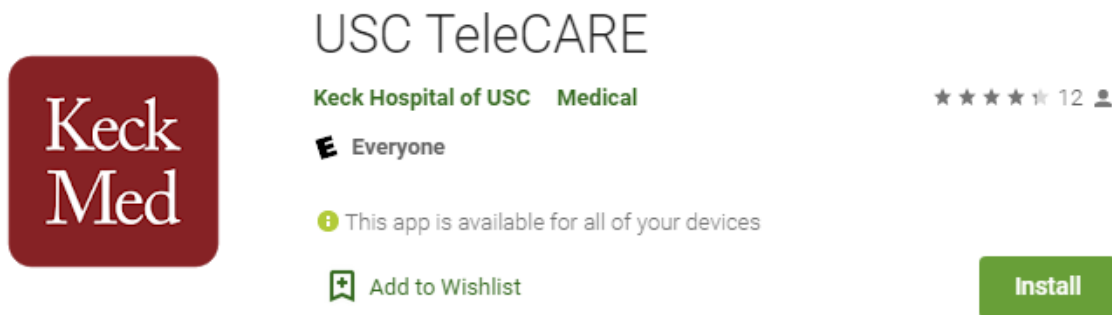 USC TeleCARE
Keck
Med
Keck Hospital of USC Medical
12
E Everyone
This app is available for all of your devices
Add to Wishlist
Install